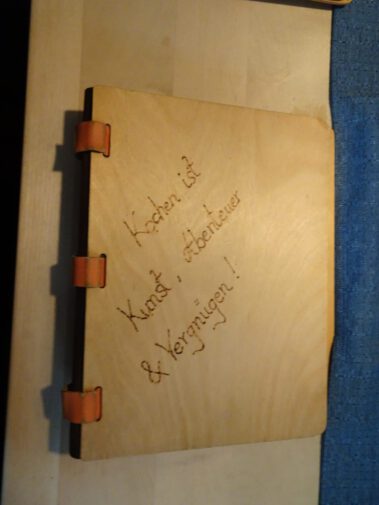 Kochen ist
Kunst, Abenteuer
& Vergnügen!